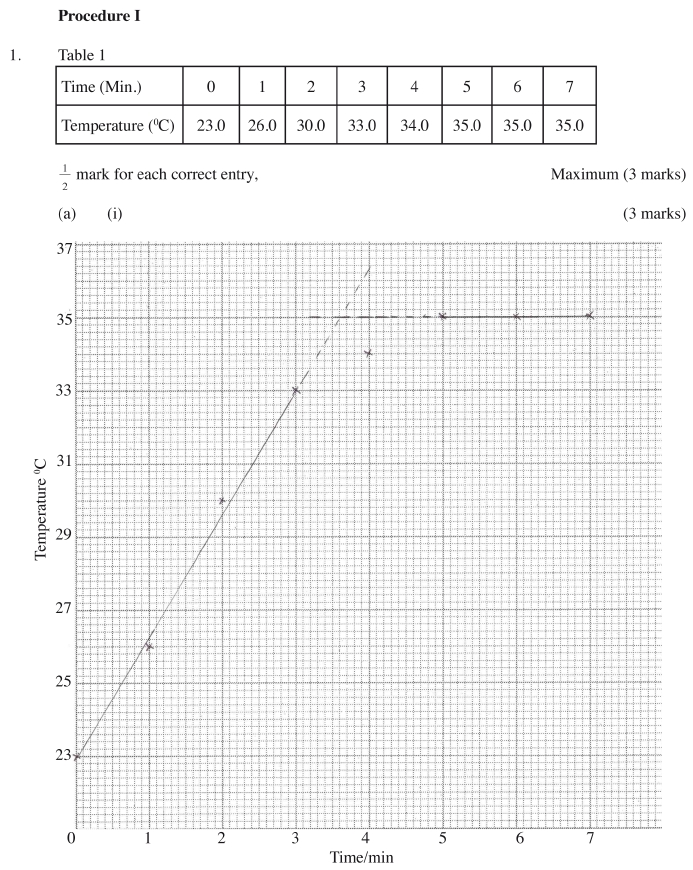 Procedure I
1. Table 1
Time (Min.) 0 1 2 3 4 5 6 7
Temperature (⁰C) 23.0 26.0 30.0 33.0 34.0 35.0 35.0 35.0
1/2 mark for each correct entry, Maximum (3 marks)
(a) (i) (3 marks)
37
35
33
31
29
27
25
23
Temperature ⁰C
0 1 2 3 4 5 6 7
Time/min